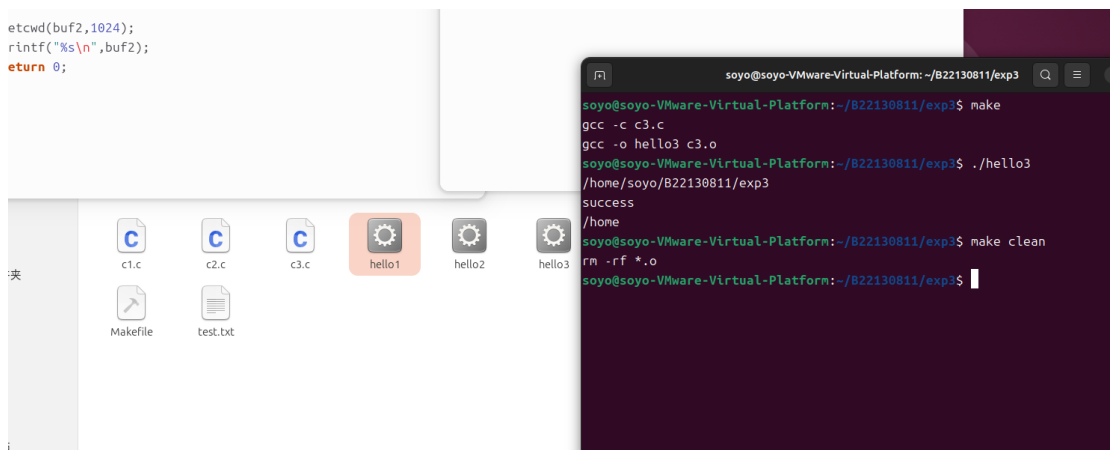 etcwd(buf2,1024);
rintf("%s\n",buf2);
eturn 0;
soyo@soyo-VMware-Virtual-Platform: ~/B22130811/exp3
soyo@soyo-VMware-Virtual-Platform:~/B22130811/exp3$ make
gcc -c c3.c
gcc -o hello3 c3.o
soyo@soyo-VMware-Virtual-Platform:~/B22130811/exp3$ ./hello3
/home/soyo/B22130811/exp3
success
/home
soyo@soyo-VMware-Virtual-Platform:~/B22130811/exp3$ make clean
rm -rf *.o
soyo@soyo-VMware-Virtual-Platform:~/B22130811/exp3$
C C C
c1.c c2.c c3.c hello1 hello2 hello3
夹
Makefile test.txt